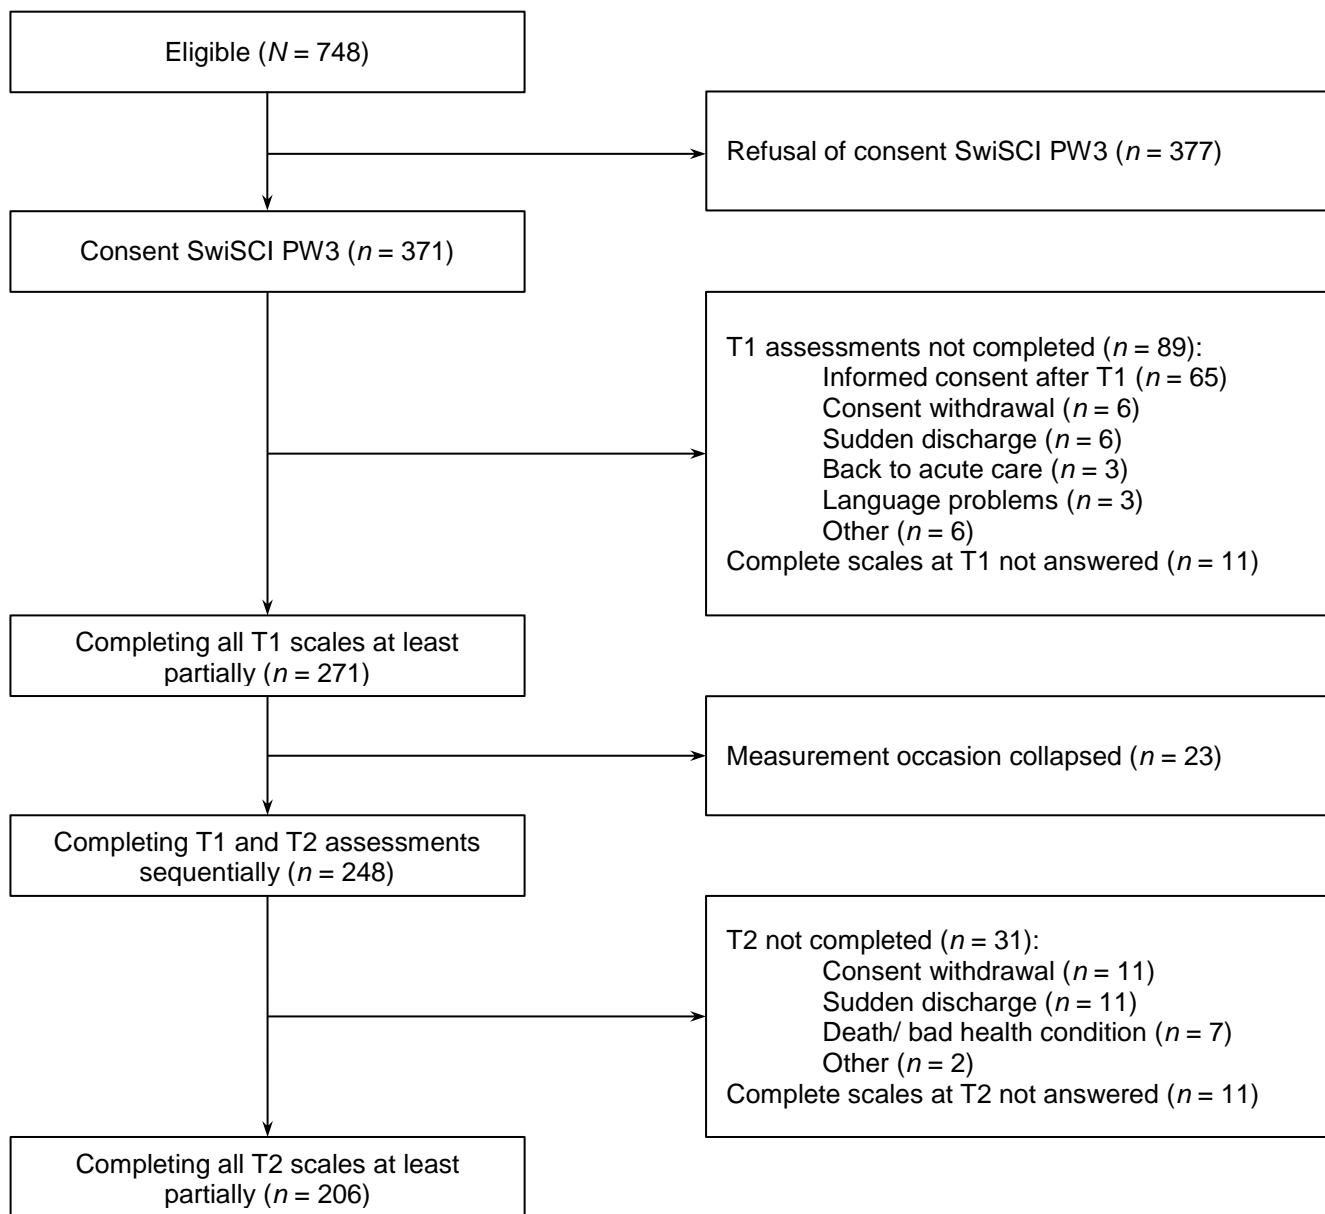 Eligible (N = 748)
Refusal of consent SwiSCI PW3 (n = 377)
Consent SwiSCI PW3 (n = 371)
T1 assessments not completed (n = 89):
Informed consent after T1 (n = 65)
Consent withdrawal (n = 6)
Sudden discharge (n = 6)
Back to acute care (n = 3)
Language problems (n = 3)
Other (n = 6)
Complete scales at T1 not answered (n = 11)
Completing all T1 scales at least
partially (n = 271)
Measurement occasion collapsed (n = 23)
Completing T1 and T2 assessments
sequentially (n = 248)
T2 not completed (n = 31):
Consent withdrawal (n = 11)
Sudden discharge (n = 11)
Death/ bad health condition (n = 7)
Other (n = 2)
Complete scales at T2 not answered (n = 11)
Completing all T2 scales at least
partially (n = 206)